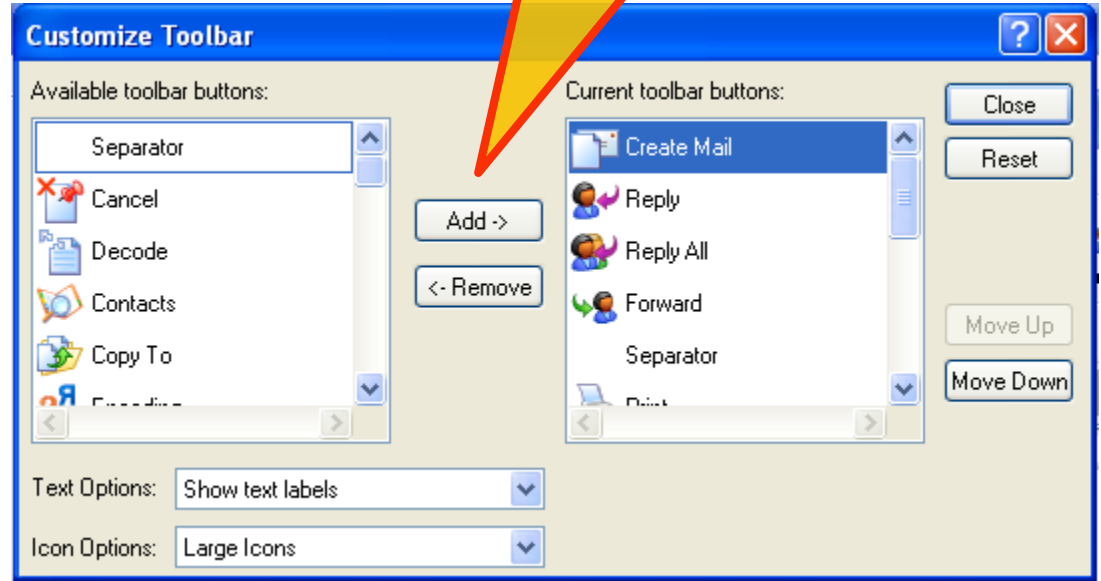 Customize Toolbar
Available toolbar buttons:
Separator
Cancel
Decode
Contacts
Copy To
Add ->
<- Remove
Current toolbar buttons:
Create Mail
Reply
Reply All
Forward
Separator
Print
Close
Reset
Move Up
Move Down
Text Options: Show text labels
Icon Options: Large Icons